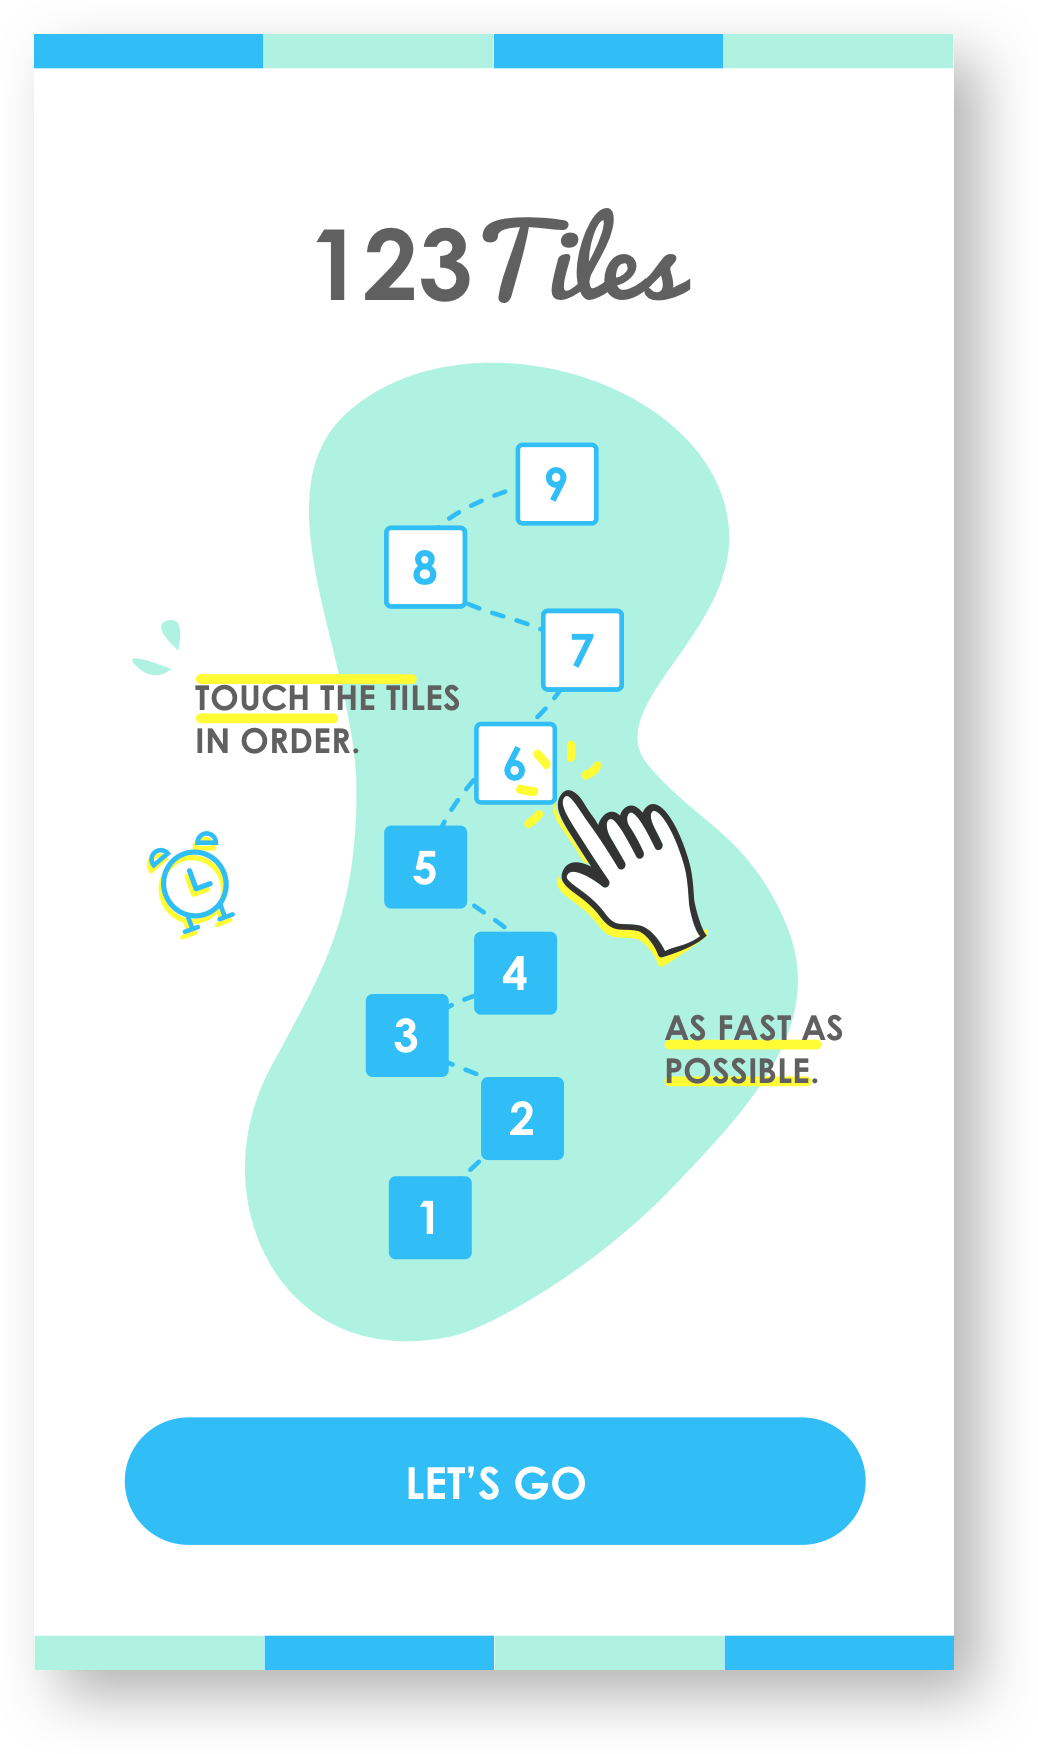 123 Tiles
9
8
7
TOUCH THE TILES
IN ORDER.
6
5
4
3
AS FAST AS
POSSIBLE.
2
1
LET’S GO